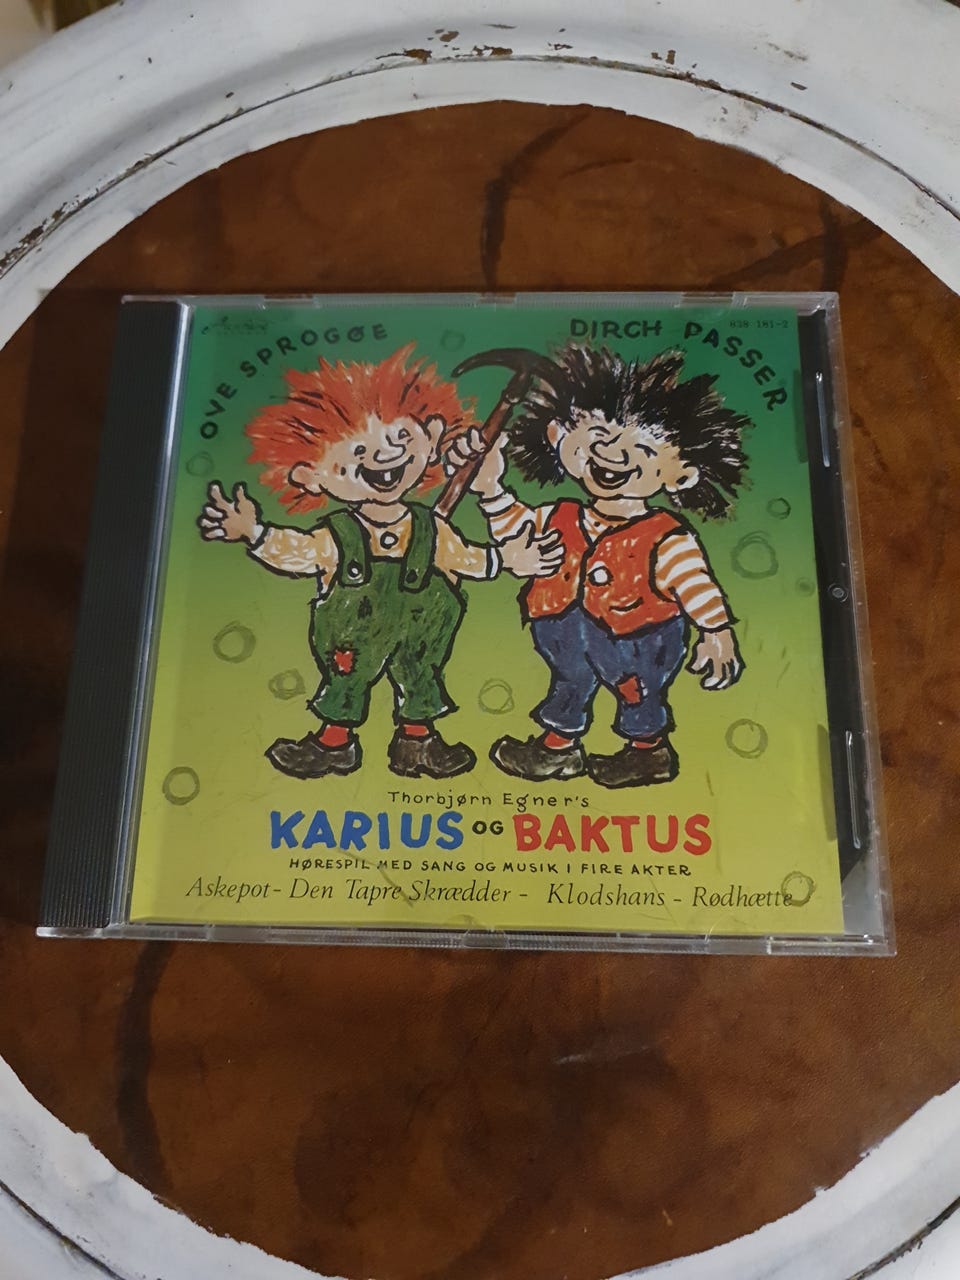 OVE SPROGØE
DIRCH PASSER
838 181-2
Thorbjørn Egner's
KARIUS OG BAKTUS
HØRESPIL MED SANG OG MUSIK I FIRE AKTER
Askepot - Den Tapre Skrædder - Klodshans - Rødhætte